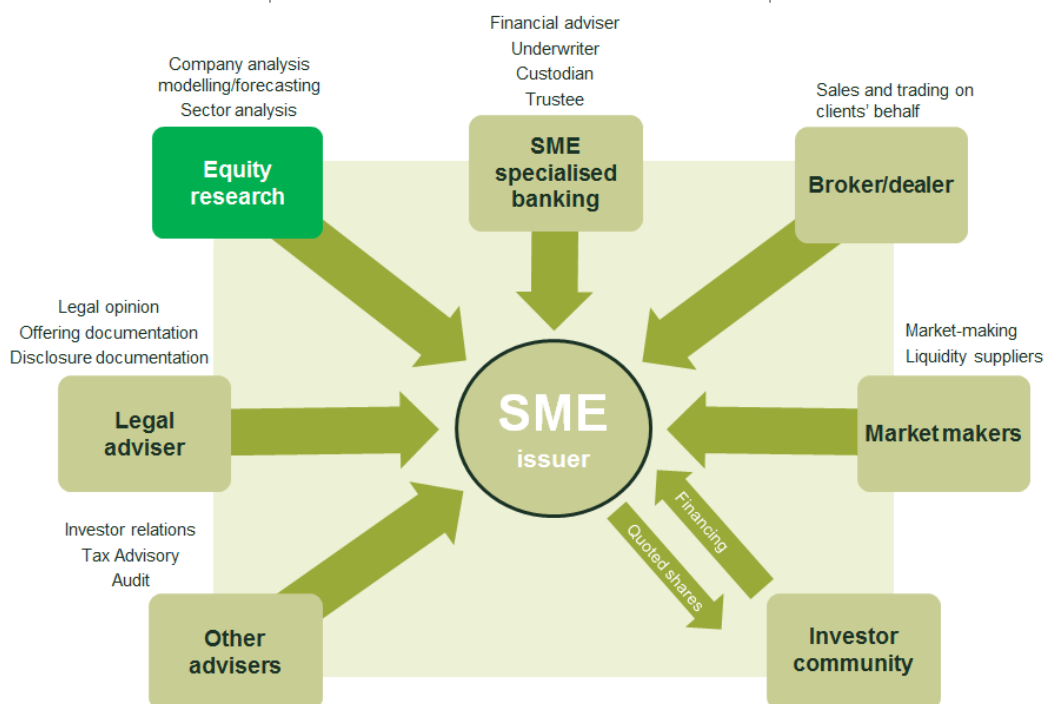 Financial adviser
Underwriter
Custodian
Trustee
Company analysis
modelling/forecasting
Sector analysis
Sales and trading on
clients’ behalf
Equity
research
SME
specialised
banking
Broker/dealer
Legal opinion
Offering documentation
Disclosure documentation
Market-making
Liquidity suppliers
Legal
adviser
SME
issuer
Market makers
Investor relations
Tax Advisory
Audit
Financing
Quoted shares
Other
advisers
Investor
community